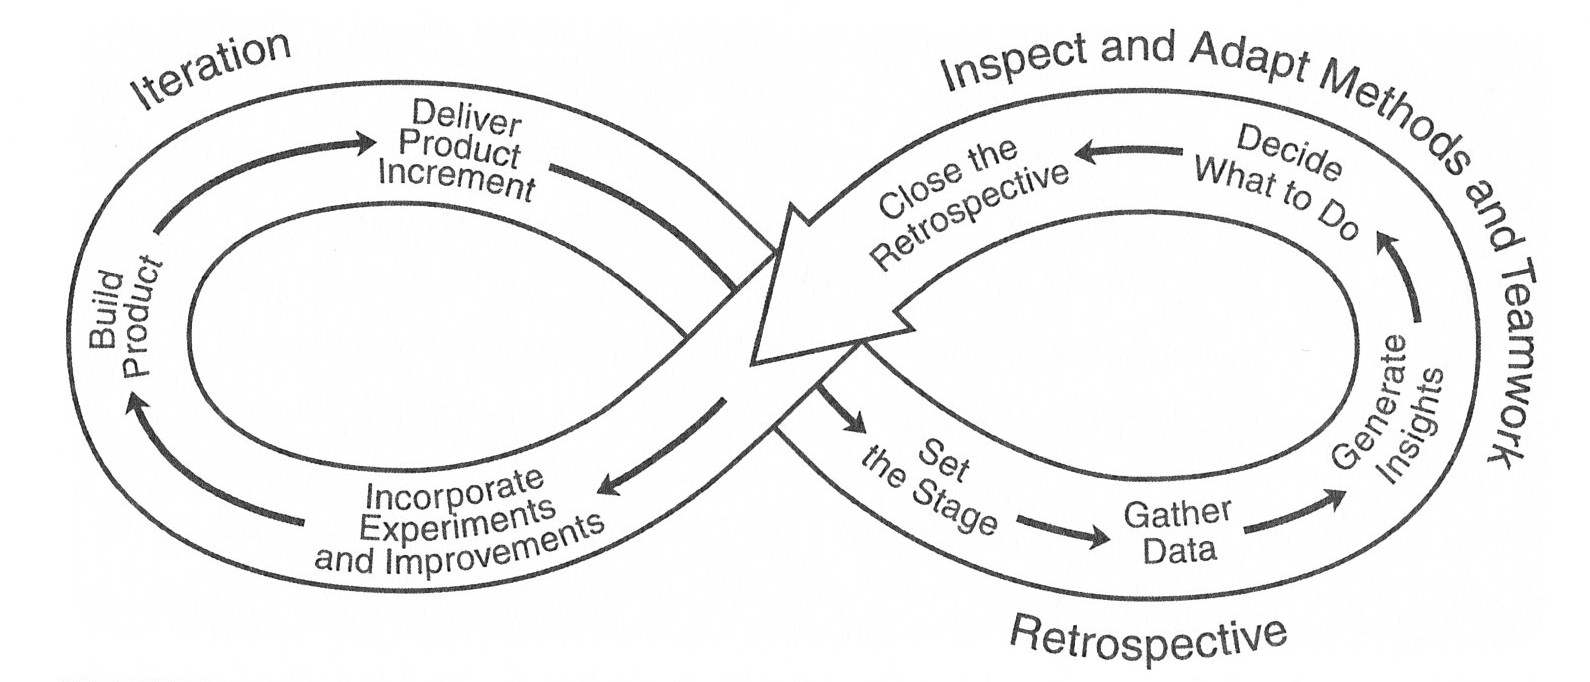 Iteration
Inspect and Adapt Methods and Teamwork
Deliver
Product
Increment
Build
Product
Incorporate
Experiments
and Improvements
Close the
Retrospective
Decide
What to Do
Generate
Insights
Set
the Stage
Gather
Data
Retrospective